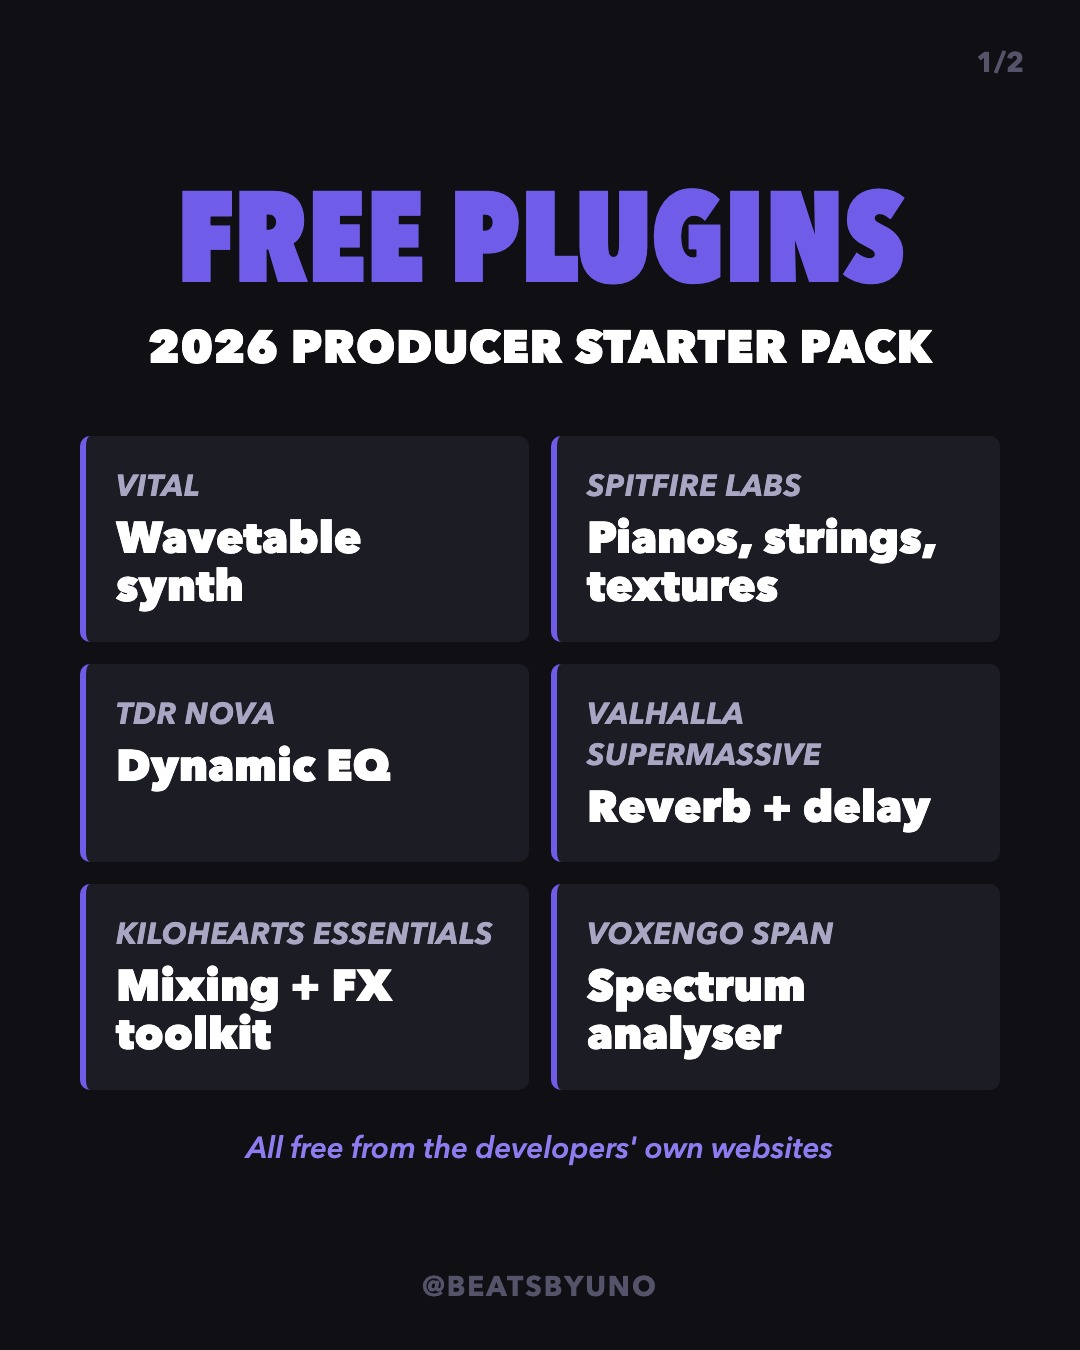 1/2
FREE PLUGINS
2026 PRODUCER STARTER PACK
VITAL
Wavetable
synth
SPITFIRE LABS
Pianos, strings,
textures
TDR NOVA
Dynamic EQ
VALHALLA
SUPERMASSIVE
Reverb + delay
KILOHEARTS ESSENTIALS
Mixing + FX
toolkit
VOXENGO SPAN
Spectrum
analyser
All free from the developers' own websites
@BEATSBYUNO